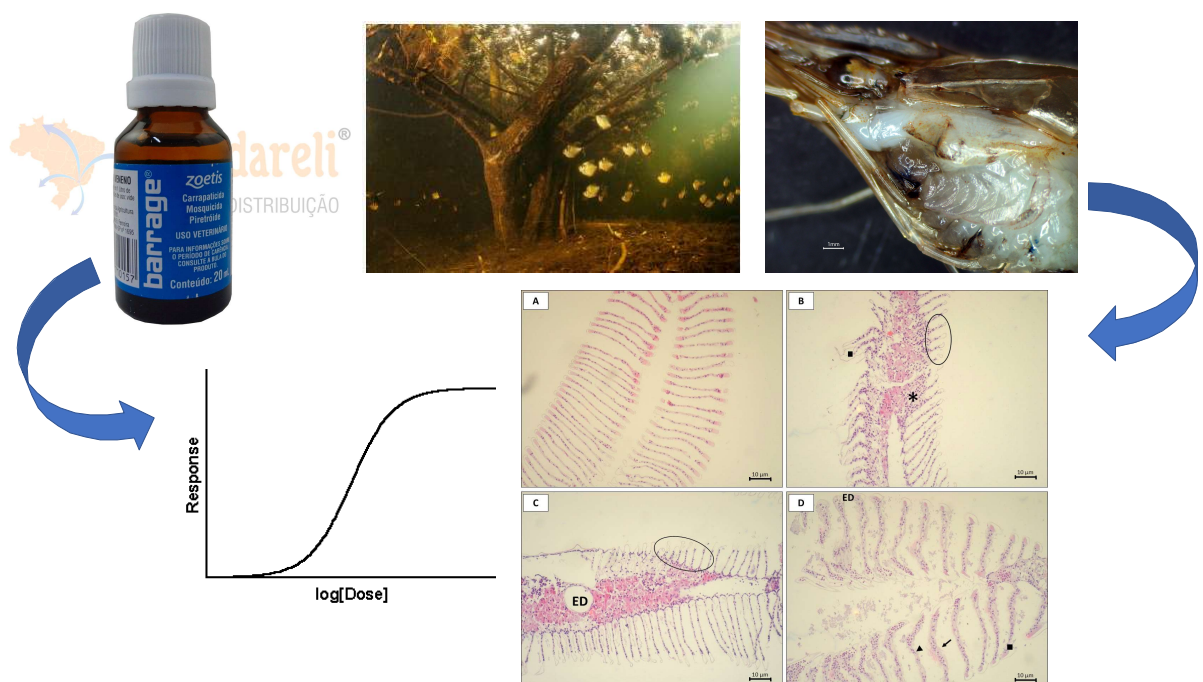 dareli®
DISTRIBUIÇÃO
VENENO
barrage®
zoetis
Carrapaticida
Mosquicida
Piretróide
USO VETERINÁRIO
PARA INFORMAÇÕES SOBRE
O PERÍODO DE CARÊNCIA,
CONSULTE A BULA DO
PRODUTO.
Conteúdo: 20 mL
1mm
A
10 µm
B
*
10 µm
C
ED
10 µm
D
ED
10 µm
Response
log[Dose]